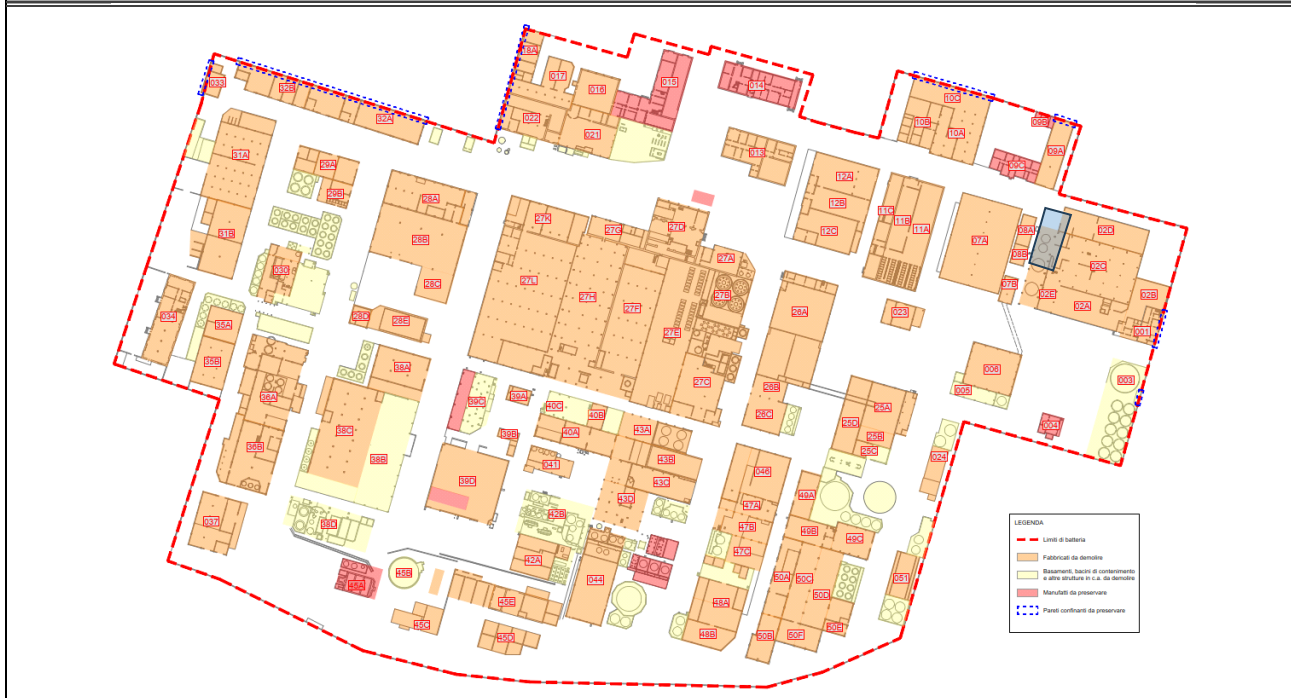 18A
017
016
015
014
033
32B
32A
022
021
013
10C
10B
10A
09B
09A
09C
31A
29A
29B
28A
12A
12B
12C
11C
11B
11A
07A
08A
08B
02D
02C
31B
28B
27K
27G
27D
27A
030
28C
27L
27H
27F
27B
07B
02E
02A
02B
001
034
35A
28D
28E
27E
26A
023
35B
38A
27C
006
005
003
36A
39C
39A
40C
40B
26B
26C
25A
25D
25B
25C
004
38C
36B
38B
39B
40A
43A
43B
43C
041
39D
046
024
43D
47A
47B
47C
49A
49B
49C
037
38D
42B
42A
044
46A
45B
45E
45C
45D
48A
48B
50A
50C
50D
50E
50B
50F
051
LEGENDA
Limiti di batteria
Fabbricati da demolire
Basamenti, bacini di contenimento
e altre strutture in c.a. da demolire
Manufatti da preservare
Pareti confinanti da preservare